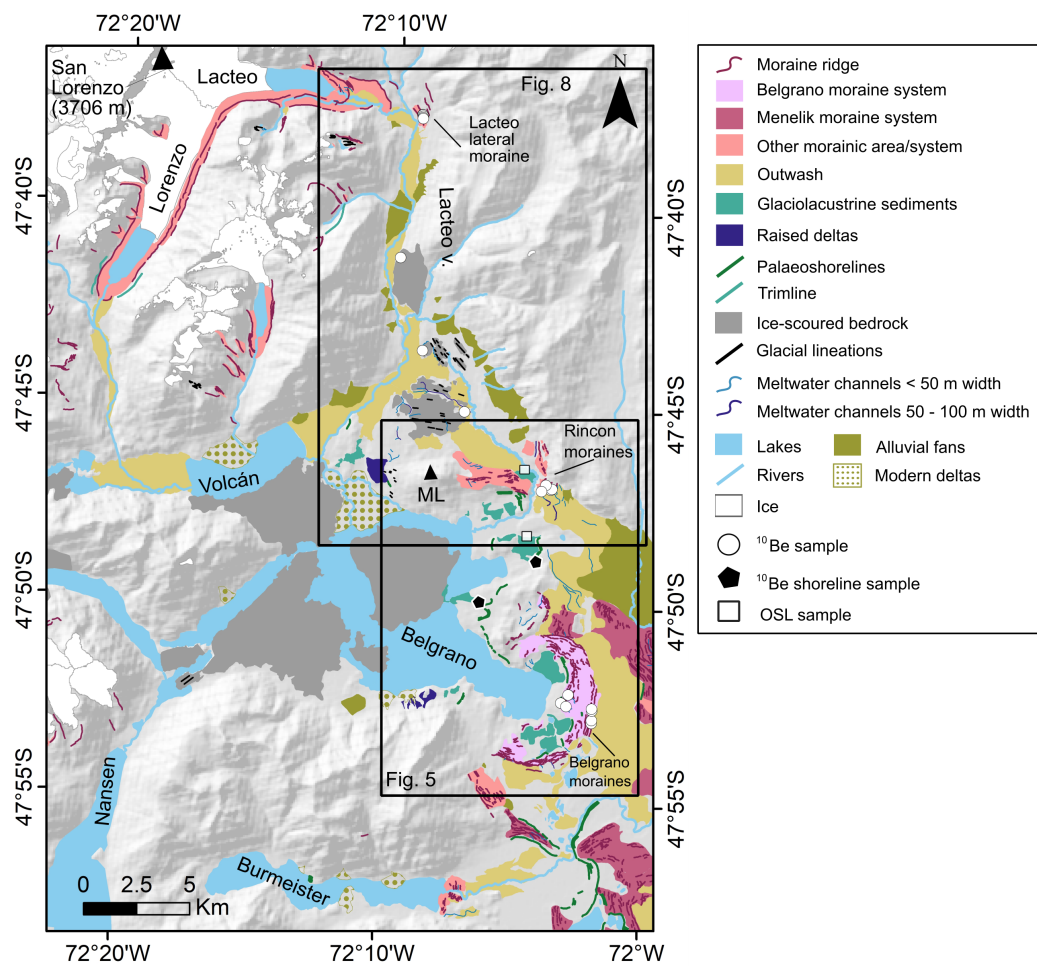 72°20'W
72°10'W
San
Lorenzo
(3706 m)
Lacteo
N
Fig. 8
Lacteo
lateral
moraine
Lorenzo
Lacteo v.
47°40'S
47°40'S
47°45'S
47°45'S
Rincon
moraines
ML
Volcán
47°50'S
47°50'S
Belgrano
Belgrano
moraines
Fig. 5
Nansen
47°55'S
47°55'S
Burmeister
0 2.5 5
Km
72°20'W
72°10'W
72°W
Moraine ridge
Belgrano moraine system
Menelik moraine system
Other morainic area/system
Outwash
Glaciolacustrine sediments
Raised deltas
Palaeoshorelines
Trimline
Ice-scoured bedrock
Glacial lineations
Meltwater channels < 50 m width
Meltwater channels 50 - 100 m width
Lakes
Alluvial fans
Rivers
Modern deltas
Ice
¹⁰Be sample
¹⁰Be shoreline sample
OSL sample